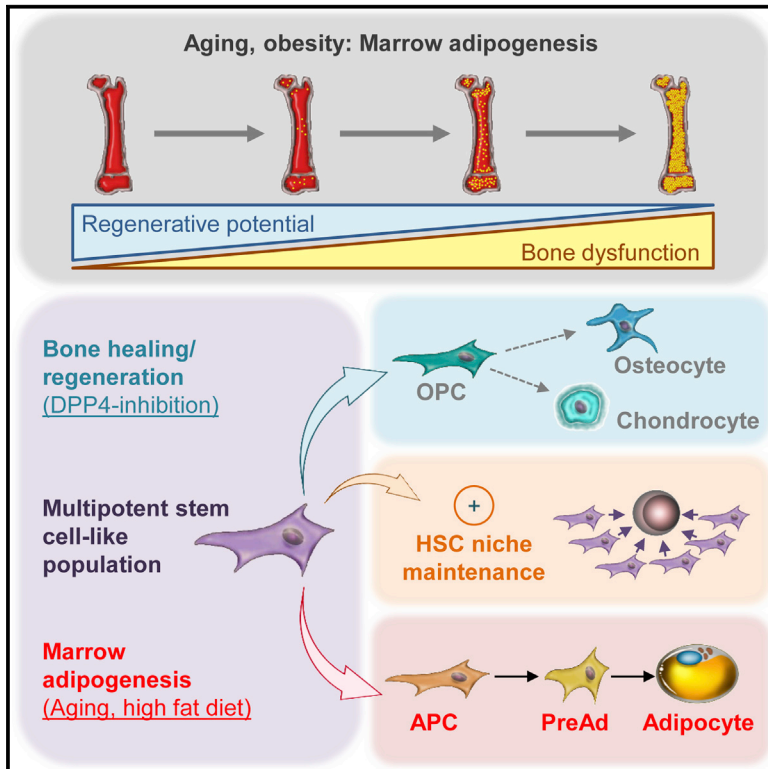 Aging, obesity: Marrow adipogenesis
Regenerative potential
Bone dysfunction
Bone healing/
regeneration
(DPP4-inhibition)
OPC
Osteocyte
Chondrocyte
Multipotent stem
cell-like
population
+
HSC niche
maintenance
Marrow
adipogenesis
(Aging, high fat diet)
APC
PreAd
Adipocyte